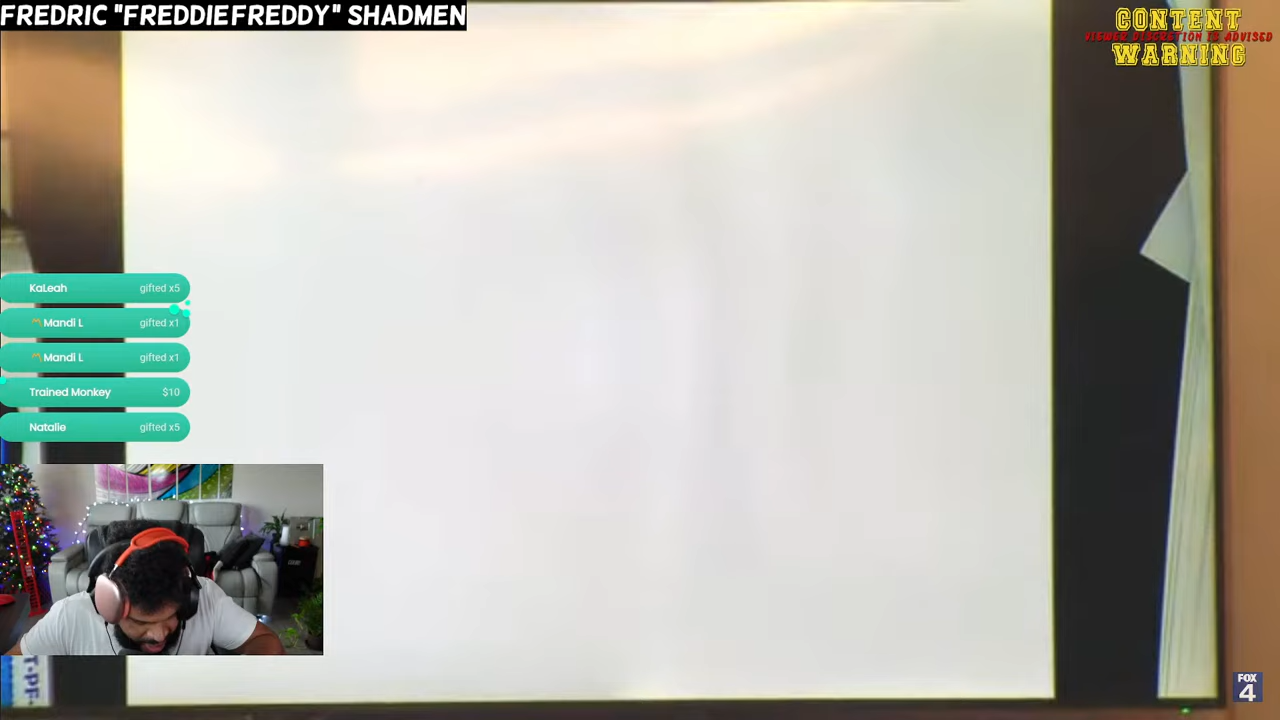 FREDRIC "FREDDIEFREDDY" SHADMEN
CONTENT
VIEWER DISCRETION IS ADVISED
WARNING
KaLeah gifted x5
Mandi L gifted x1
Mandi L gifted x1
Trained Monkey $10
Natalie gifted x5
T-PF
FOX
4